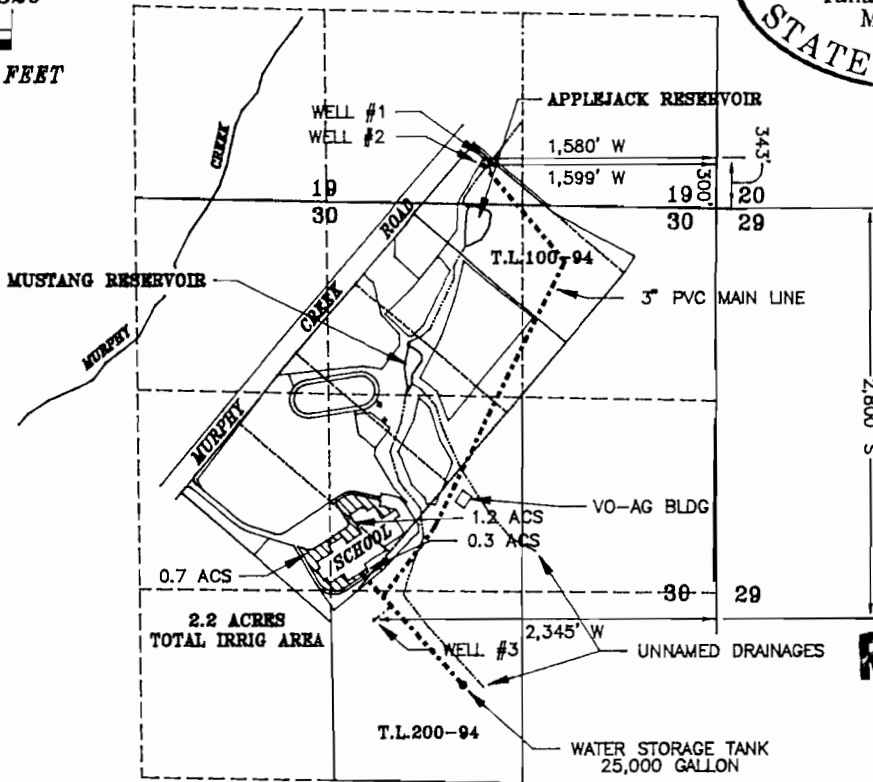 FEET
STATE
M
WELL #1
WELL #2
APPLEJACK RESERVOIR
1,580' W
1,599' W
343'
300'
19
30
19
20
30
29
CREEK
MURPHY
MURPHY CREEK ROAD
MUSTANG RESERVOIR
T.L.100-94
3" PVC MAIN LINE
2,800 S
VO-AG BLDG
1.2 ACS
0.3 ACS
SCHOOL
0.7 ACS
30
29
2.2 ACRES
TOTAL IRRIG AREA
2,345' W
WELL #3
UNNAMED DRAINAGES
T.L.200-94
WATER STORAGE TANK
25,000 GALLON